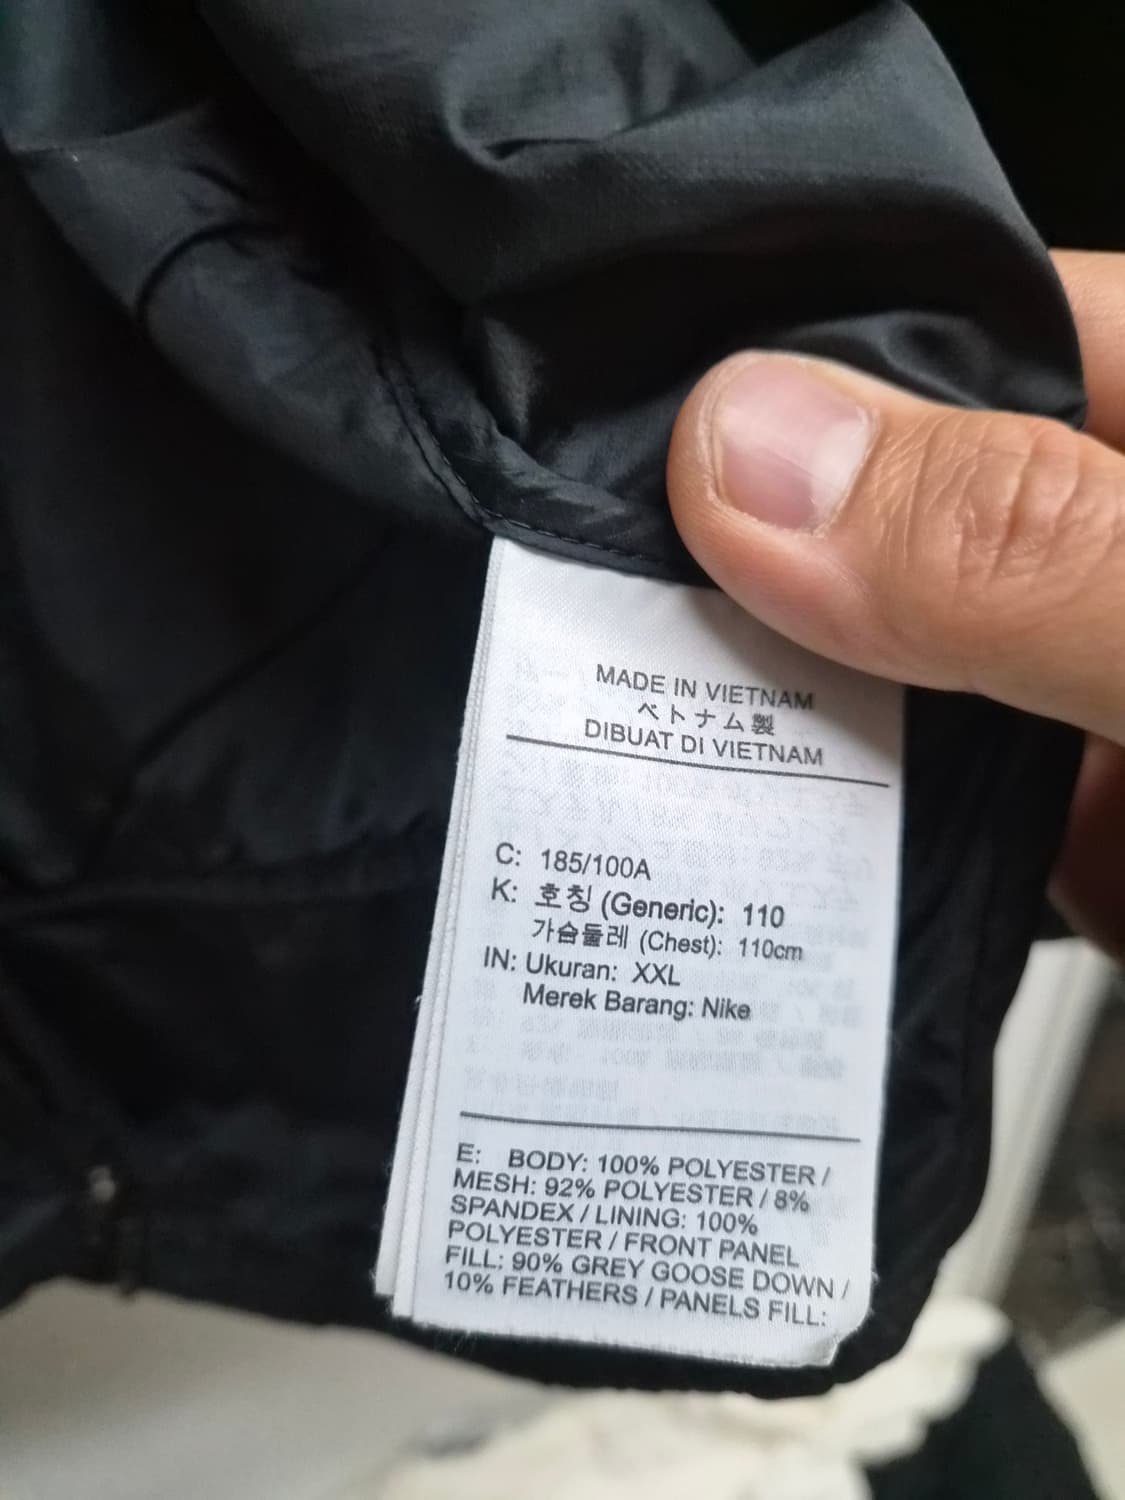 MADE IN VIETNAM
ベトナム製
DIBUAT DI VIETNAM
C: 185/100A
K: 호칭 (Generic): 110
가슴둘레 (Chest): 110cm
IN: Ukuran: XXL
Merek Barang: Nike
E: BODY: 100% POLYESTER /
MESH: 92% POLYESTER / 8%
SPANDEX / LINING: 100%
POLYESTER / FRONT PANEL
FILL: 90% GREY GOOSE DOWN /
10% FEATHERS / PANELS FILL: